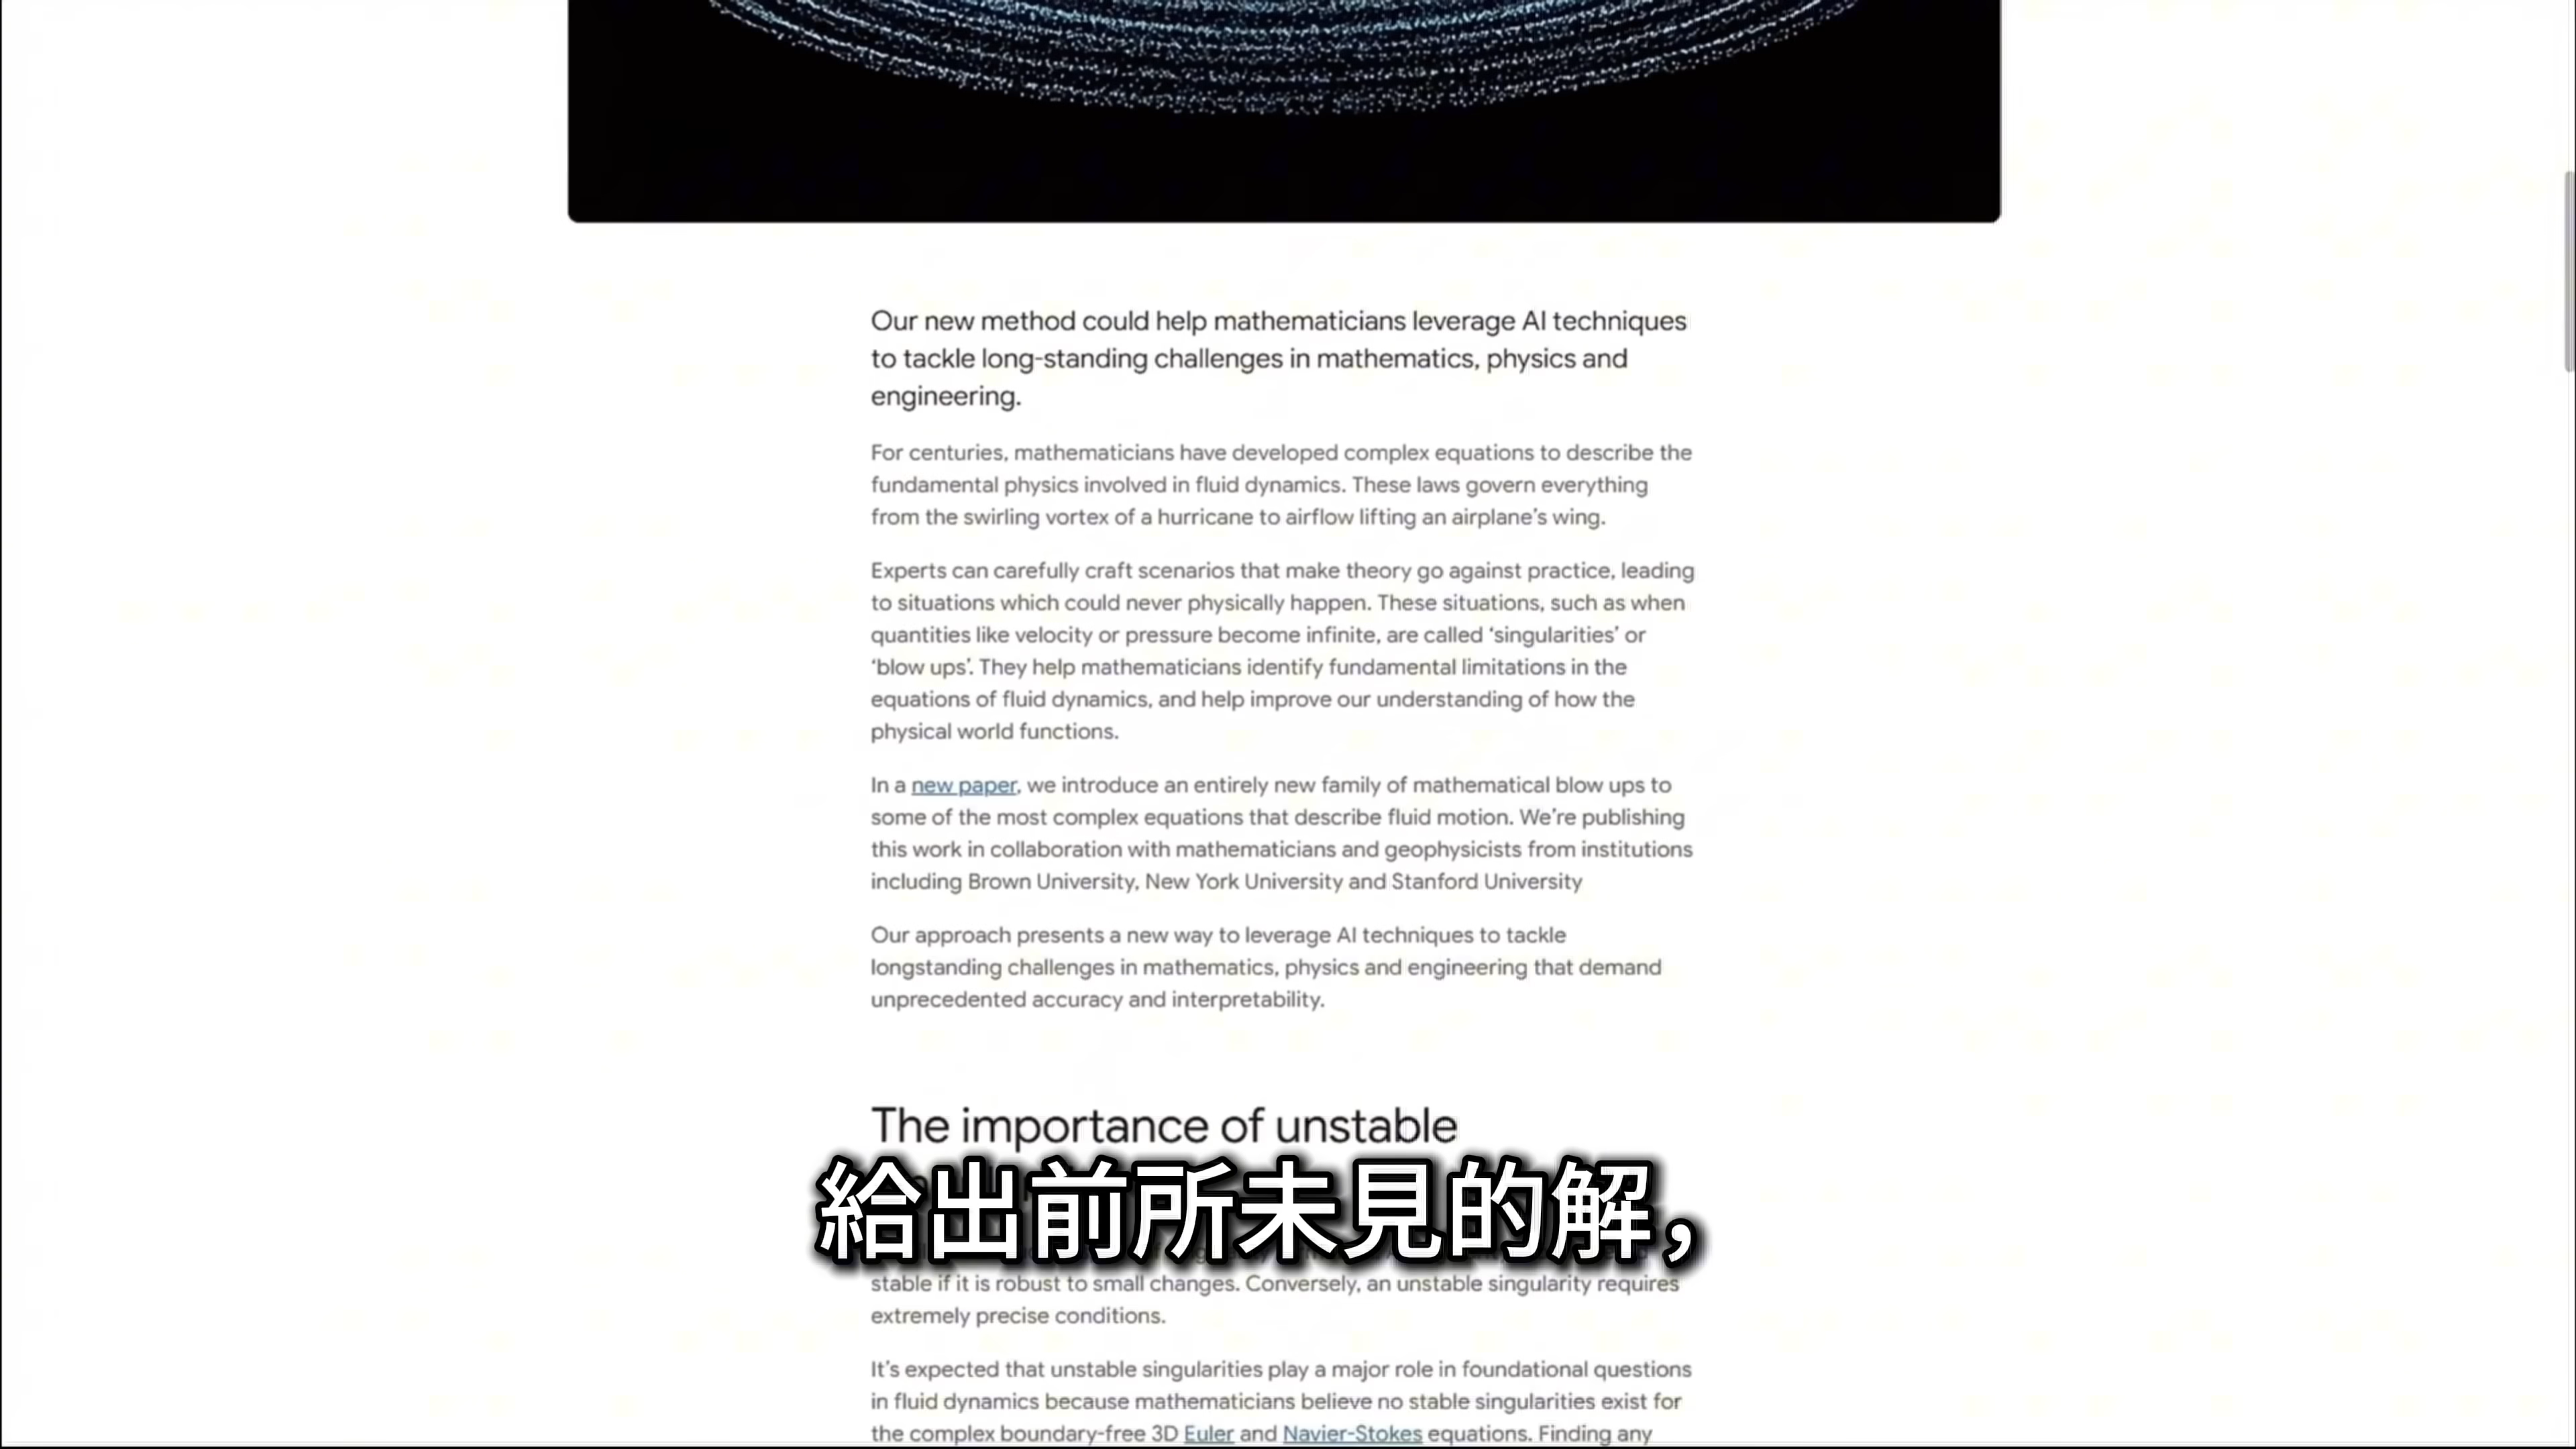 Our new method could help mathematicians leverage AI techniques
to tackle long-standing challenges in mathematics, physics and
engineering.
For centuries, mathematicians have developed complex equations to describe the
fundamental physics involved in fluid dynamics. These laws govern everything
from the swirling vortex of a hurricane to airflow lifting an airplane’s wing.
Experts can carefully craft scenarios that make theory go against practice, leading
to situations which could never physically happen. These situations, such as when
quantities like velocity or pressure become infinite, are called ‘singularities’ or
‘blow ups’. They help mathematicians identify fundamental limitations in the
equations of fluid dynamics, and help improve our understanding of how the
physical world functions.
In a new paper, we introduce an entirely new family of mathematical blow ups to
some of the most complex equations that describe fluid motion. We’re publishing
this work in collaboration with mathematicians and geophysicists from institutions
including Brown University, New York University and Stanford University
Our approach presents a new way to leverage AI techniques to tackle
longstanding challenges in mathematics, physics and engineering that demand
unprecedented accuracy and interpretability.
The importance of unstable
給出前所未見的解，
stable if it is robust to small changes. Conversely, an unstable singularity requires
extremely precise conditions.
It’s expected that unstable singularities play a major role in foundational questions
in fluid dynamics because mathematicians believe no stable singularities exist for
the complex boundary-free 3D Euler and Navier-Stokes equations. Finding any